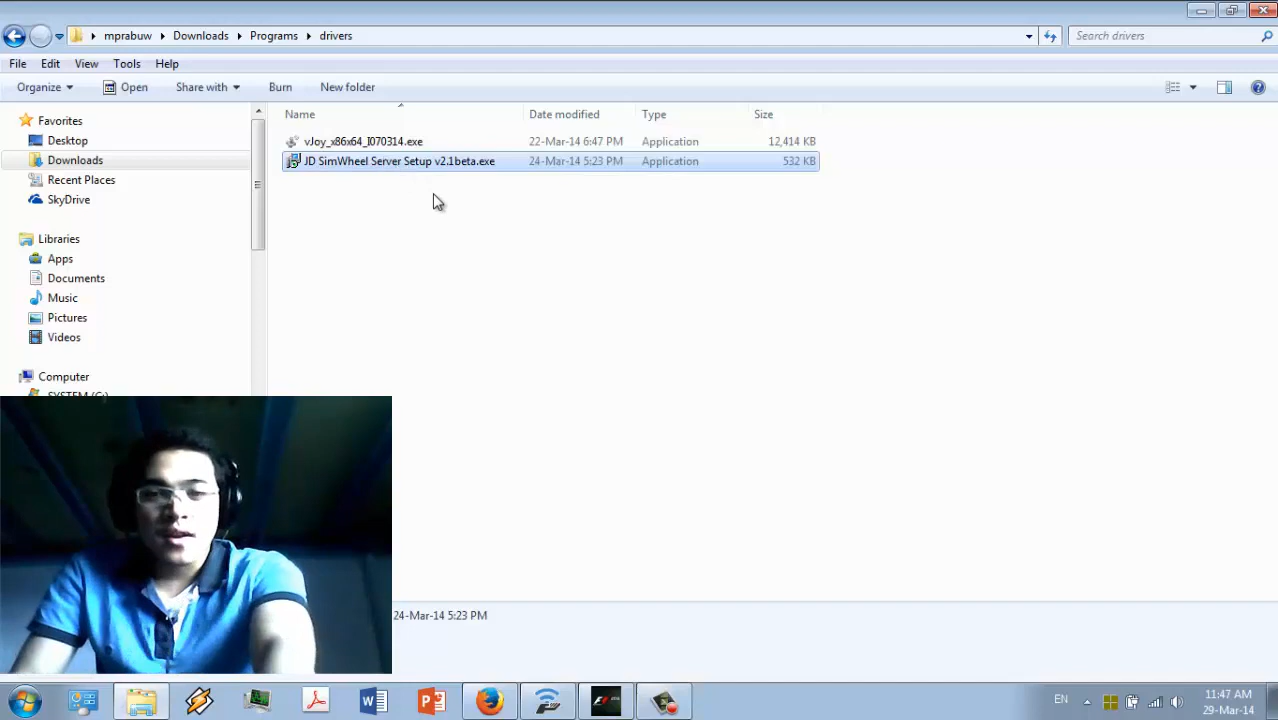 mprabuw Downloads Programs drivers
Search drivers
File Edit View Tools Help
Organize Open Share with Burn New folder
Name Date modified Type Size
Favorites
Desktop
Downloads
Recent Places
SkyDrive
Libraries
Apps
Documents
Music
Pictures
Videos
Computer
SYSTEM (C:)
vJoy_x86x64_I070314.exe 22-Mar-14 6:47 PM Application 12,414 KB
JD SimWheel Server Setup v2.1beta.exe 24-Mar-14 5:23 PM Application 532 KB
24-Mar-14 5:23 PM
EN
11:47 AM
29-Mar-14